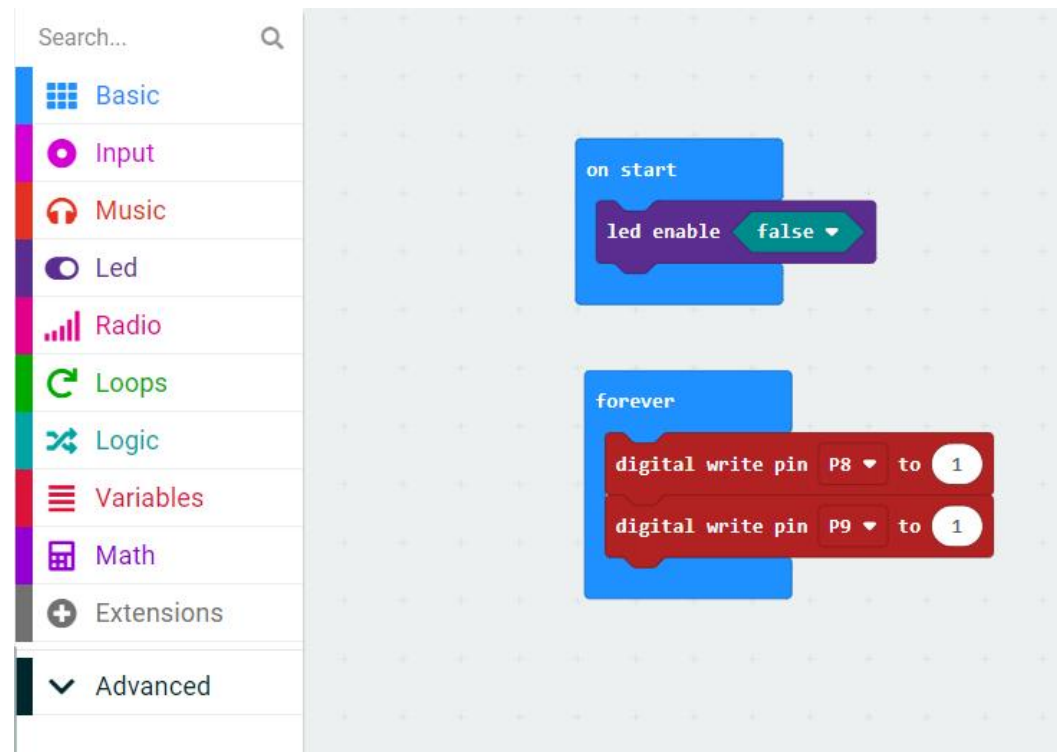 Search...
Basic
Input
Music
Led
Radio
Loops
Logic
Variables
Math
Extensions
Advanced
on start
led enable false
forever
digital write pin P8 to 1
digital write pin P9 to 1